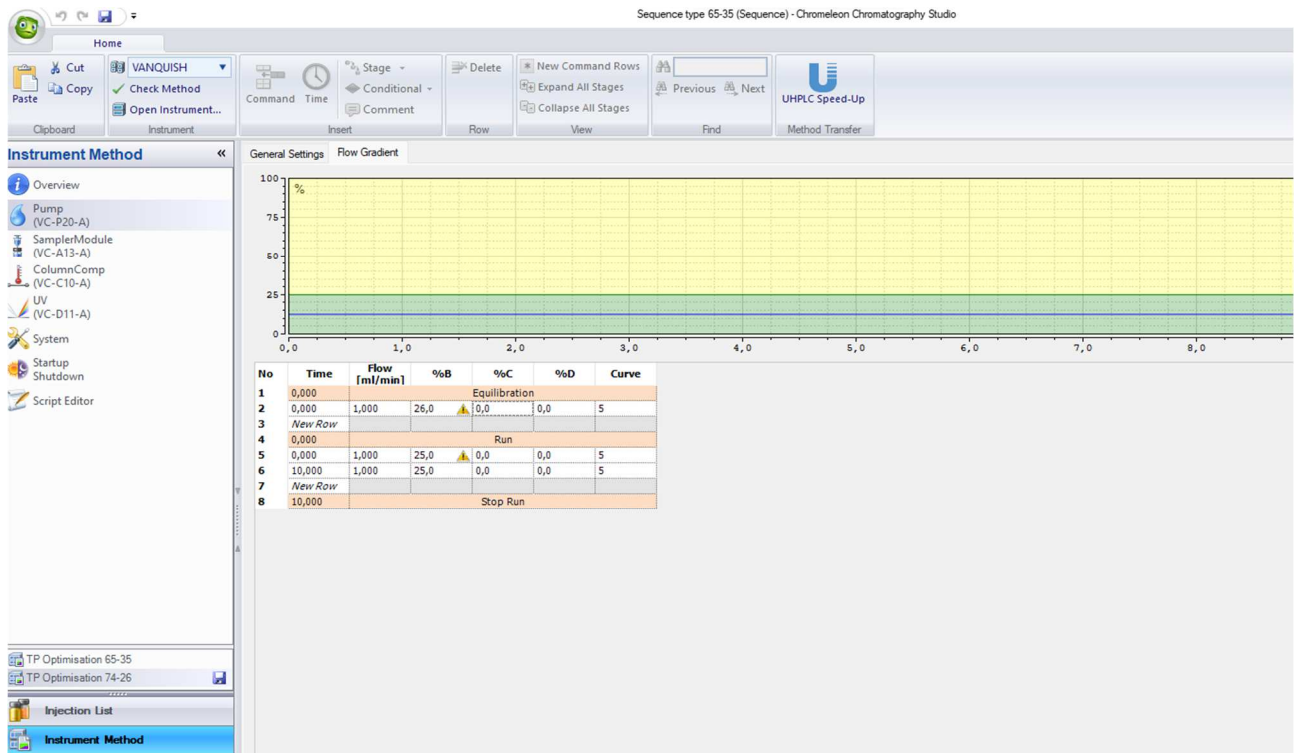 Sequence type 65-35 (Sequence) - Chromeleon Chromatography Studio
Home
Paste
Cut
Copy
Clipboard
VANQUISH
Check Method
Open Instrument...
Instrument
Command
Time
Stage
Conditional
Comment
Insert
Delete
Row
New Command Rows
Expand All Stages
Collapse All Stages
View
Previous
Next
Find
UHPLC Speed-Up
Method Transfer
Instrument Method «
Overview
Pump
(VC-P20-A)
SamplerModule
(VC-A13-A)
ColumnComp
(VC-C10-A)
UV
(VC-D11-A)
System
Startup
Shutdown
Script Editor
TP Optimisation 65-35
TP Optimisation 74-26
Injection List
Instrument Method
General Settings Flow Gradient
%
100
75
50
25
0
0,0 1,0 2,0 3,0 4,0 5,0 6,0 7,0 8,0
No Time Flow [ml/min] %B %C %D Curve
1 0,000 Equilibration
2 0,000 1,000 26,0 0,0 0,0 5
3 New Row
4 0,000 Run
5 0,000 1,000 25,0 0,0 0,0 5
6 10,000 1,000 25,0 0,0 0,0 5
7 New Row
8 10,000 Stop Run